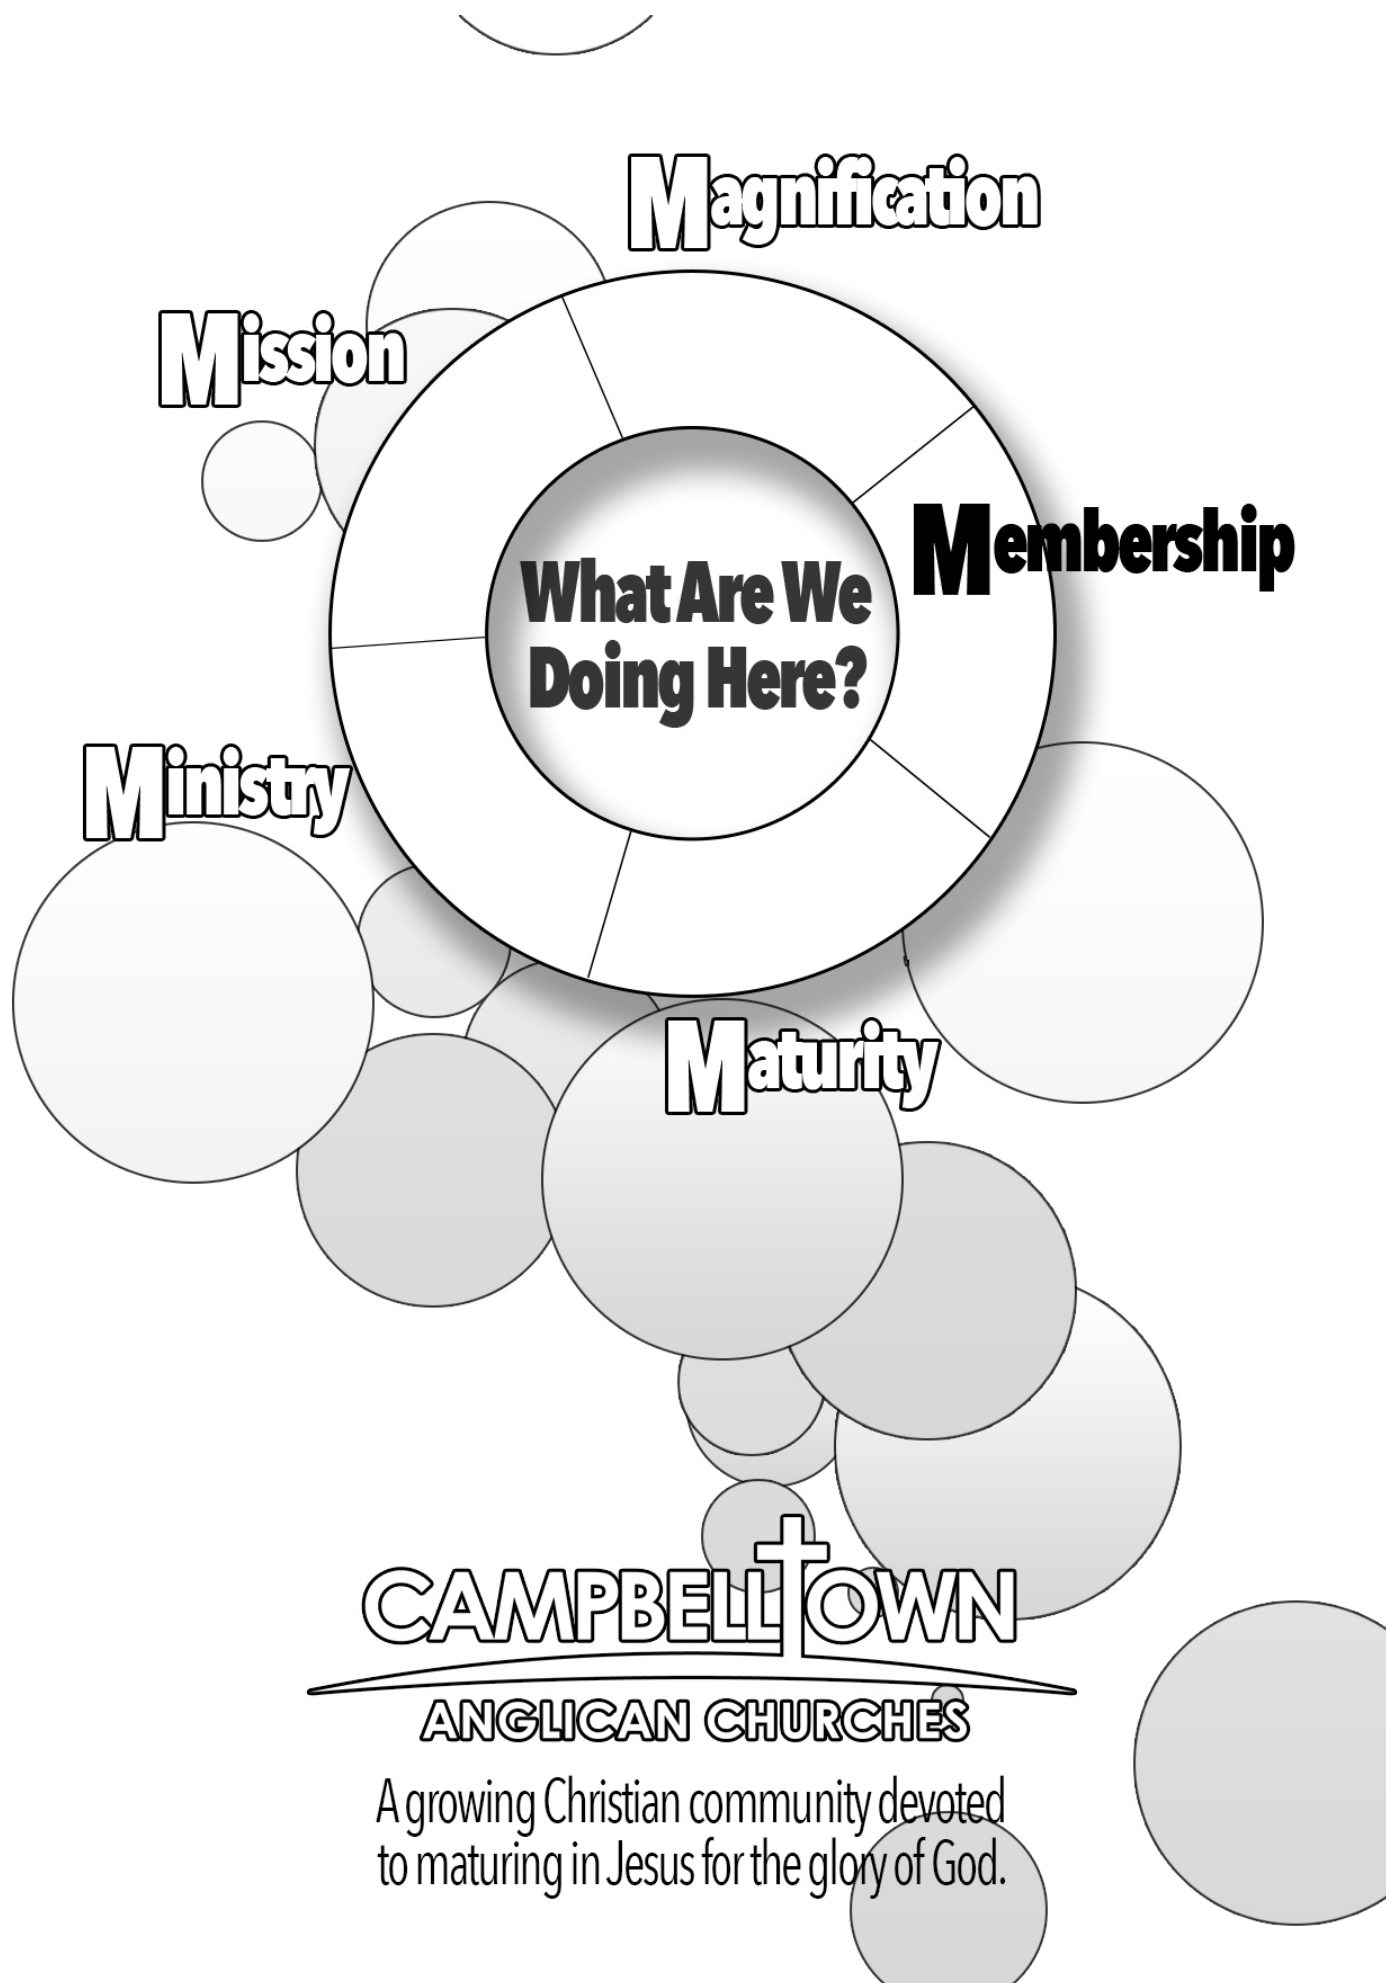 Magnification
Mission
Membership
What Are We
Doing Here?
Ministry
Maturity
CAMPBELLTOWN
ANGLICAN CHURCHES
A growing Christian community devoted
to maturing in Jesus for the glory of God.